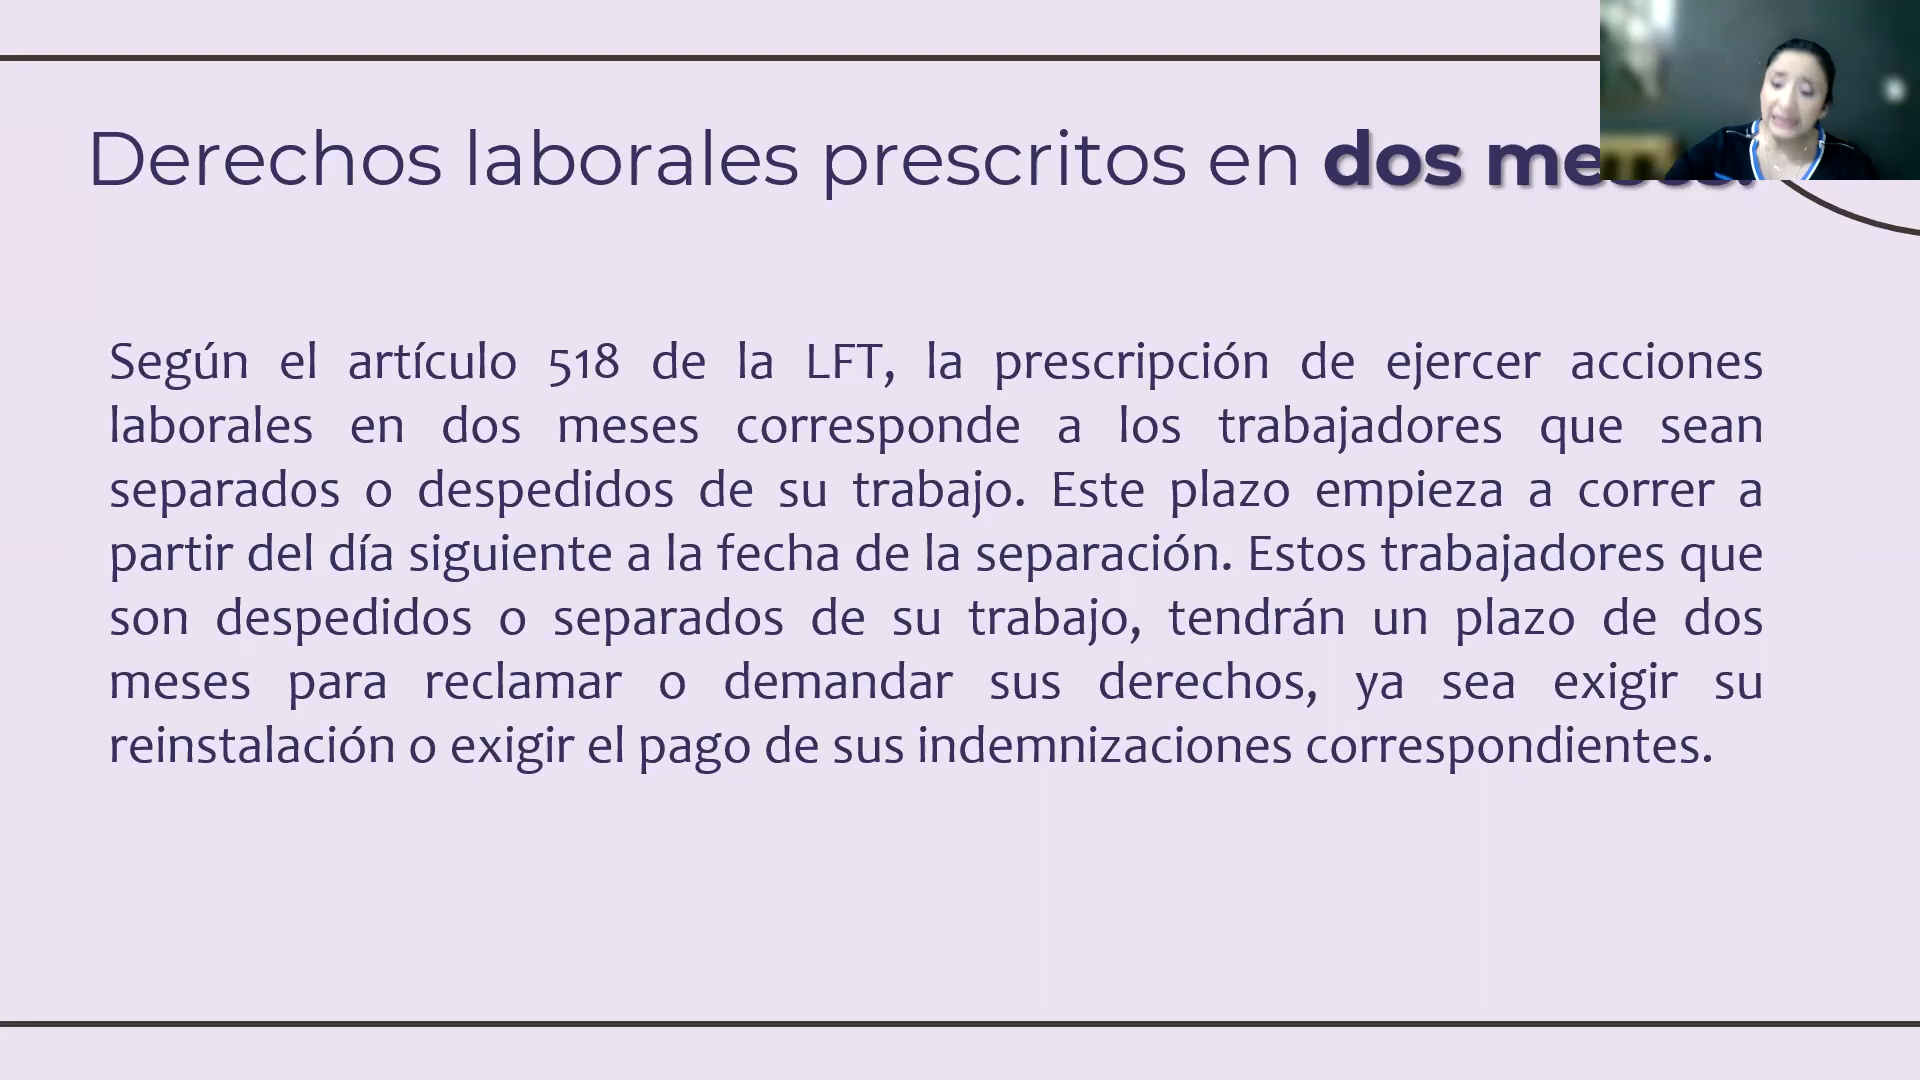 Derechos laborales prescritos en dos
Según el artículo 518 de la LFT, la prescripción de ejercer acciones
laborales en dos meses corresponde a los trabajadores que sean
separados o despedidos de su trabajo. Este plazo empieza a correr a
partir del día siguiente a la fecha de la separación. Estos trabajadores que
son despedidos o separados de su trabajo, tendrán un plazo de dos
meses para reclamar o demandar sus derechos, ya sea exigir su
reinstalación o exigir el pago de sus indemnizaciones correspondientes.